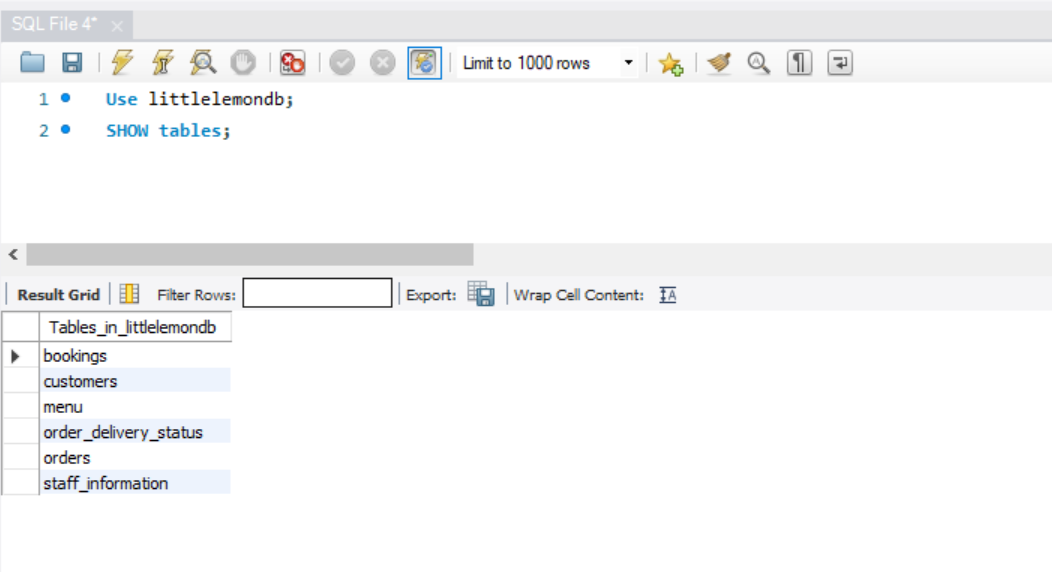 SQL File 4*
Limit to 1000 rows
1 Use littlelemondb;
2 SHOW tables;
Result Grid Filter Rows: Export: Wrap Cell Content:
Tables_in_littlelemondb
bookings
customers
menu
order_delivery_status
orders
staff_information